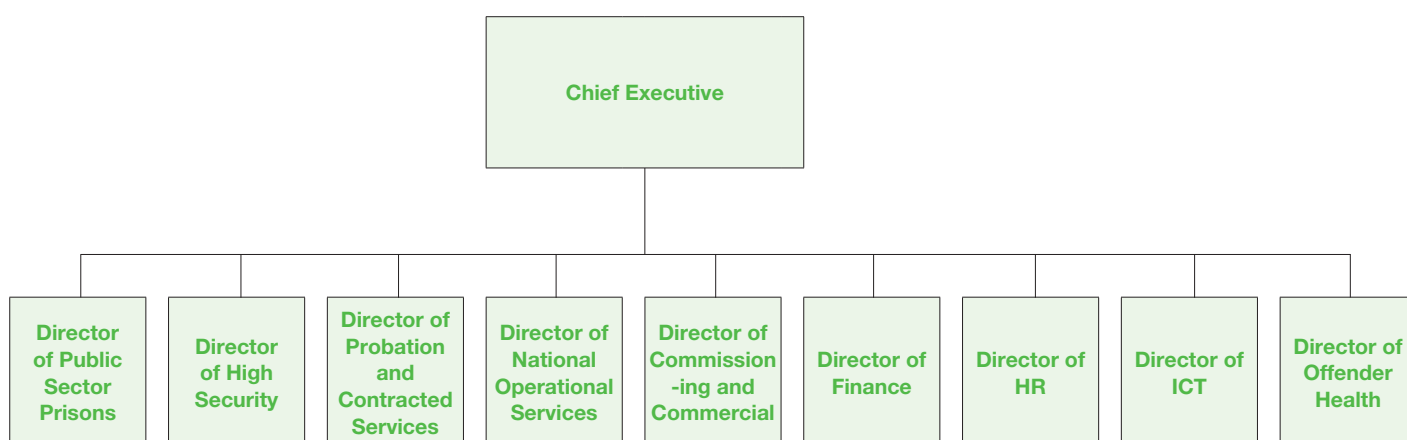 Chief Executive
Director
of Public
Sector
Prisons
Director
of High
Security
Director of
Probation
and
Contracted
Services
Director of
National
Operational
Services
Director of
Commission
-ing and
Commercial
Director of
Finance
Director of
HR
Director of
ICT
Director of
Offender
Health